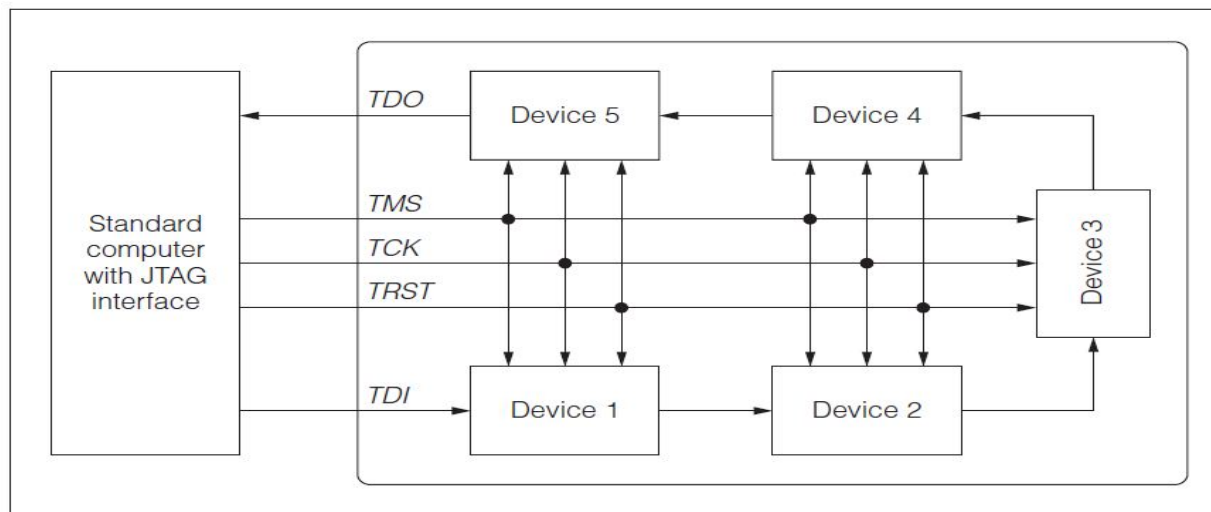 TDO
Device 5
Device 4
TMS
Standard
computer
with JTAG
interface
TCK
TRST
Device 3
TDI
Device 1
Device 2